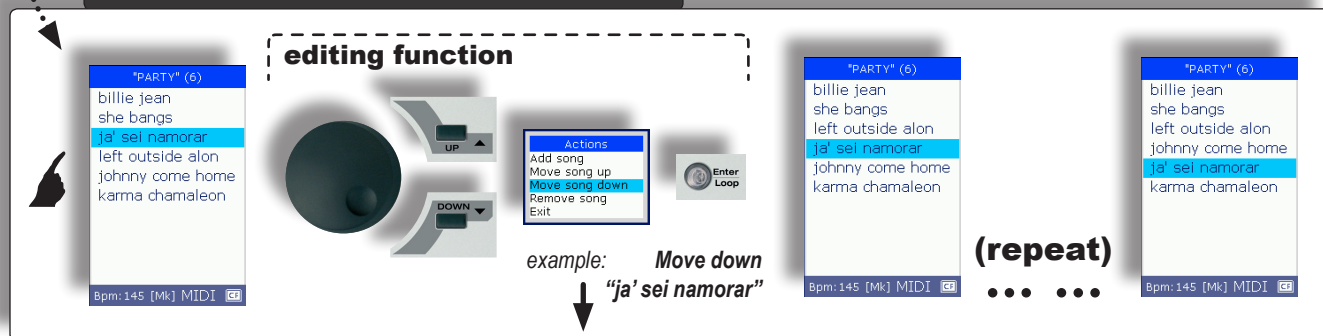 "PARTY" (6)
billie jean
she bangs
ja' sei namorar
left outside alon
johnny come home
karma chamaleon
Bpm: 145 [Mk] MIDI CF
editing function
UP
DOWN
Actions
Add song
Move song up
Move song down
Remove song
Exit
Enter
Loop
example: Move down
“ja’ sei namorar”
"PARTY" (6)
billie jean
she bangs
left outside alon
ja' sei namorar
johnny come home
karma chamaleon
Bpm: 145 [Mk] MIDI CF
(repeat)
... ...
"PARTY" (6)
billie jean
she bangs
left outside alon
johnny come home
ja' sei namorar
karma chamaleon
Bpm: 145 [Mk] MIDI CF